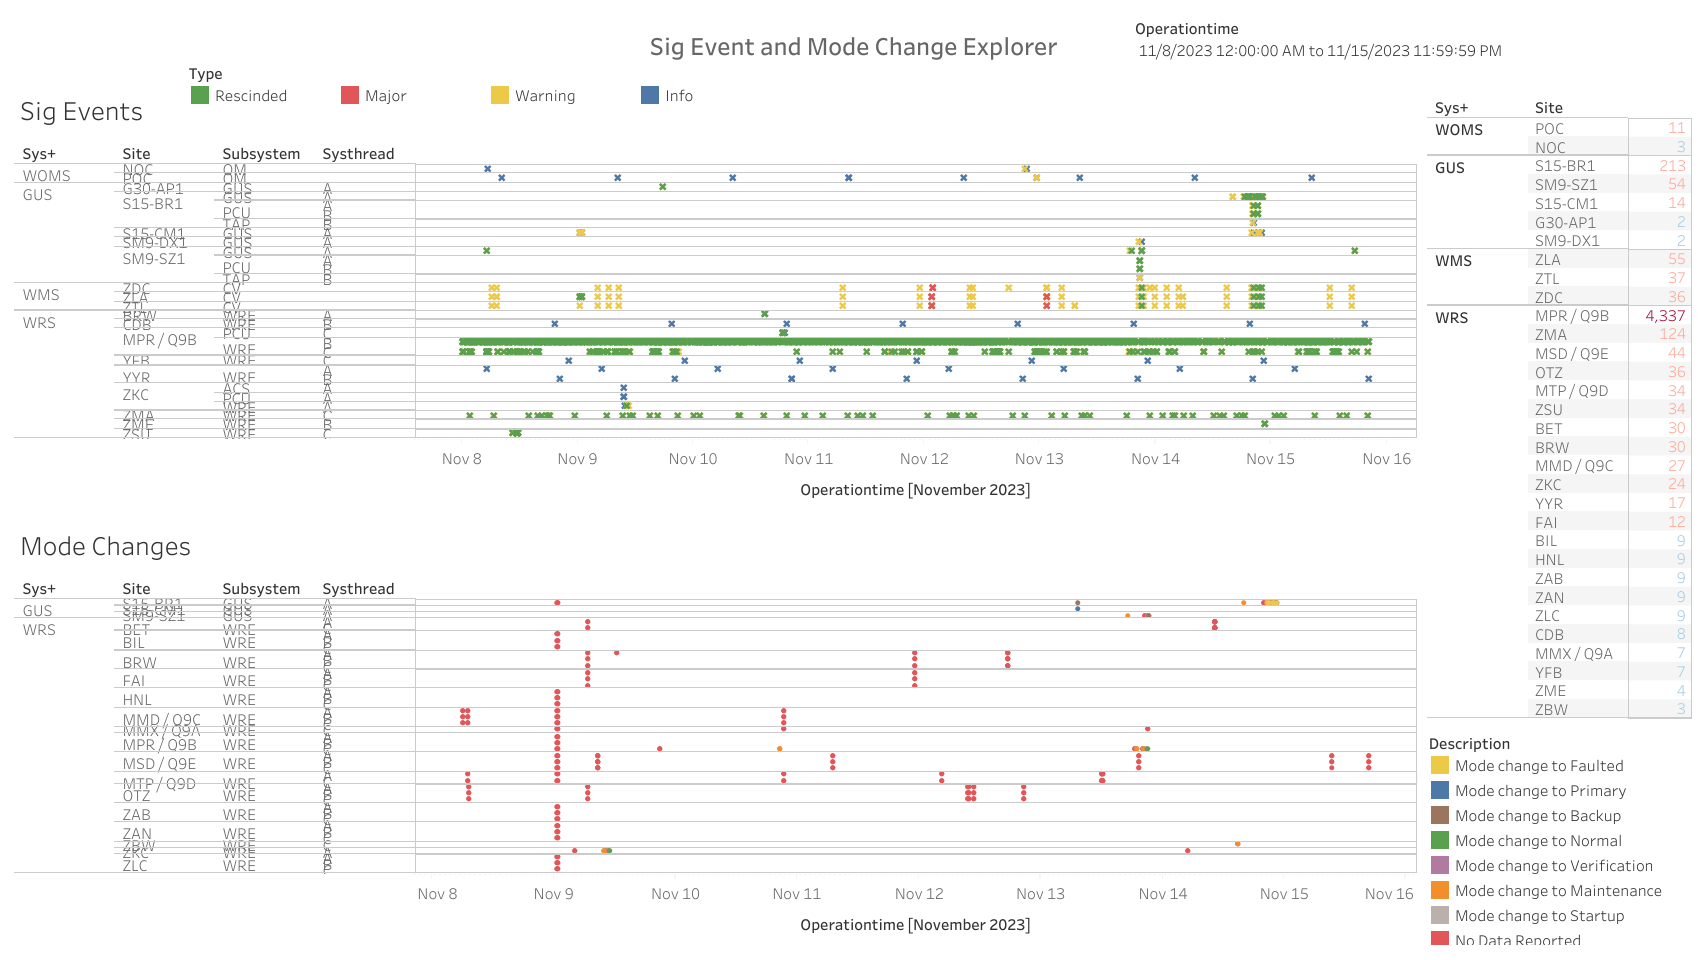 Sig Event and Mode Change Explorer
Operationtime
11/8/2023 12:00:00 AM to 11/15/2023 11:59:59 PM
Type
Rescinded Major Warning Info
Sig Events
Sys+ Site Subsystem Systhread
WOMS NOC OM
POC OM
GUS G30-AP1 GUS A
S15-BR1 GUS A
A
PCU B
TAP B
S15-CM1 GUS A
SM9-DX1 GUS A
SM9-SZ1 GUS A
A
PCU B
TAP B
WMS ZDC CV
ZLA CV
ZTL CV
WRS BRW WRE A
CDB WRE B
MPR / Q9B PCU
B
WRE
YFB WRE C
A
YYR WRE B
ZKC ACS A
PCU A
WRE A
ZMA WRE C
ZME WRE B
ZSU WRE C
Nov 8 Nov 9 Nov 10 Nov 11 Nov 12 Nov 13 Nov 14 Nov 15 Nov 16
Operationtime [November 2023]
Mode Changes
Sys+ Site Subsystem Systhread
GUS S15-BR1 GUS A
S15-CM1 GUS A
SM9-SZ1 GUS A
WRS BET WRE A
BIL WRE
BRW WRE
FAI WRE
HNL WRE
MMD / Q9C WRE
MMX / Q9A WRE
MPR / Q9B WRE
MSD / Q9E WRE
MTP / Q9D WRE
OTZ WRE
ZAB WRE
ZAN WRE
ZBW WRE
ZKC WRE A
ZLC WRE
Nov 8 Nov 9 Nov 10 Nov 11 Nov 12 Nov 13 Nov 14 Nov 15 Nov 16
Operationtime [November 2023]
Sys+ Site
WOMS POC 11
NOC 3
GUS S15-BR1 213
SM9-SZ1 54
S15-CM1 14
G30-AP1 2
SM9-DX1 2
WMS ZLA 55
ZTL 37
ZDC 36
WRS MPR / Q9B 4,337
ZMA 124
MSD / Q9E 44
OTZ 36
MTP / Q9D 34
ZSU 34
BET 30
BRW 30
MMD / Q9C 27
ZKC 24
YYR 17
FAI 12
BIL 9
HNL 9
ZAB 9
ZAN 9
ZLC 9
CDB 8
MMX / Q9A 7
YFB 7
ZME 4
ZBW 3
Description
Mode change to Faulted
Mode change to Primary
Mode change to Backup
Mode change to Normal
Mode change to Verification
Mode change to Maintenance
Mode change to Startup
No Data Reported